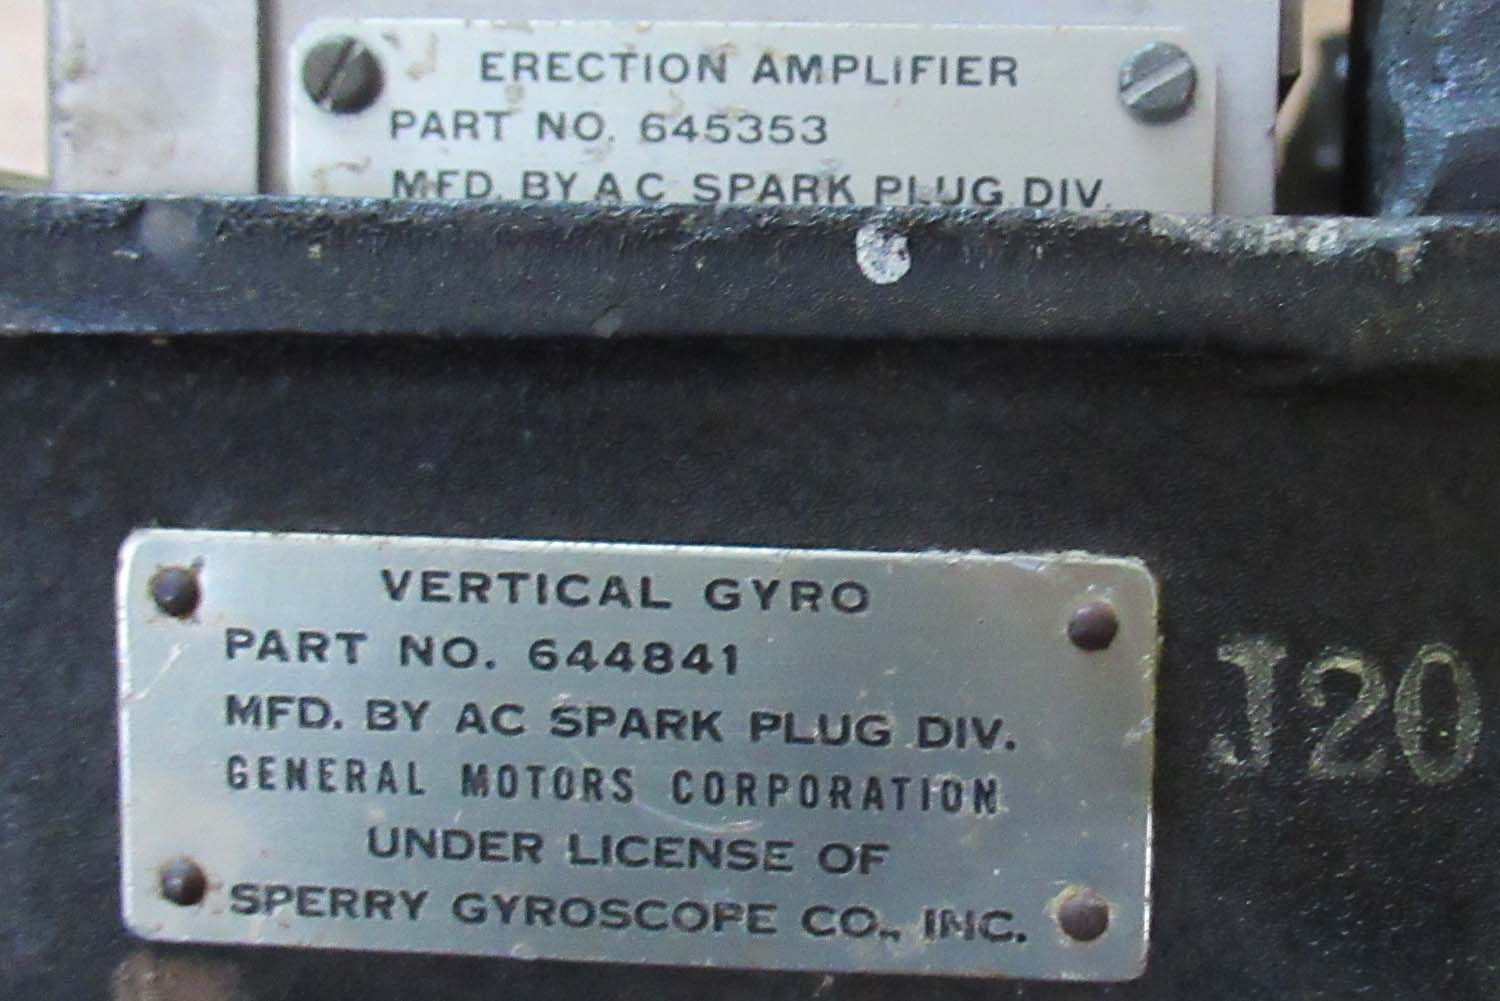 ERECTION AMPLIFIER
PART NO. 645353
MFD. BY A C SPARK PLUG DIV.
VERTICAL GYRO
PART NO. 644841
MFD. BY AC SPARK PLUG DIV.
GENERAL MOTORS CORPORATION
UNDER LICENSE OF
SPERRY GYROSCOPE CO., INC.
J20